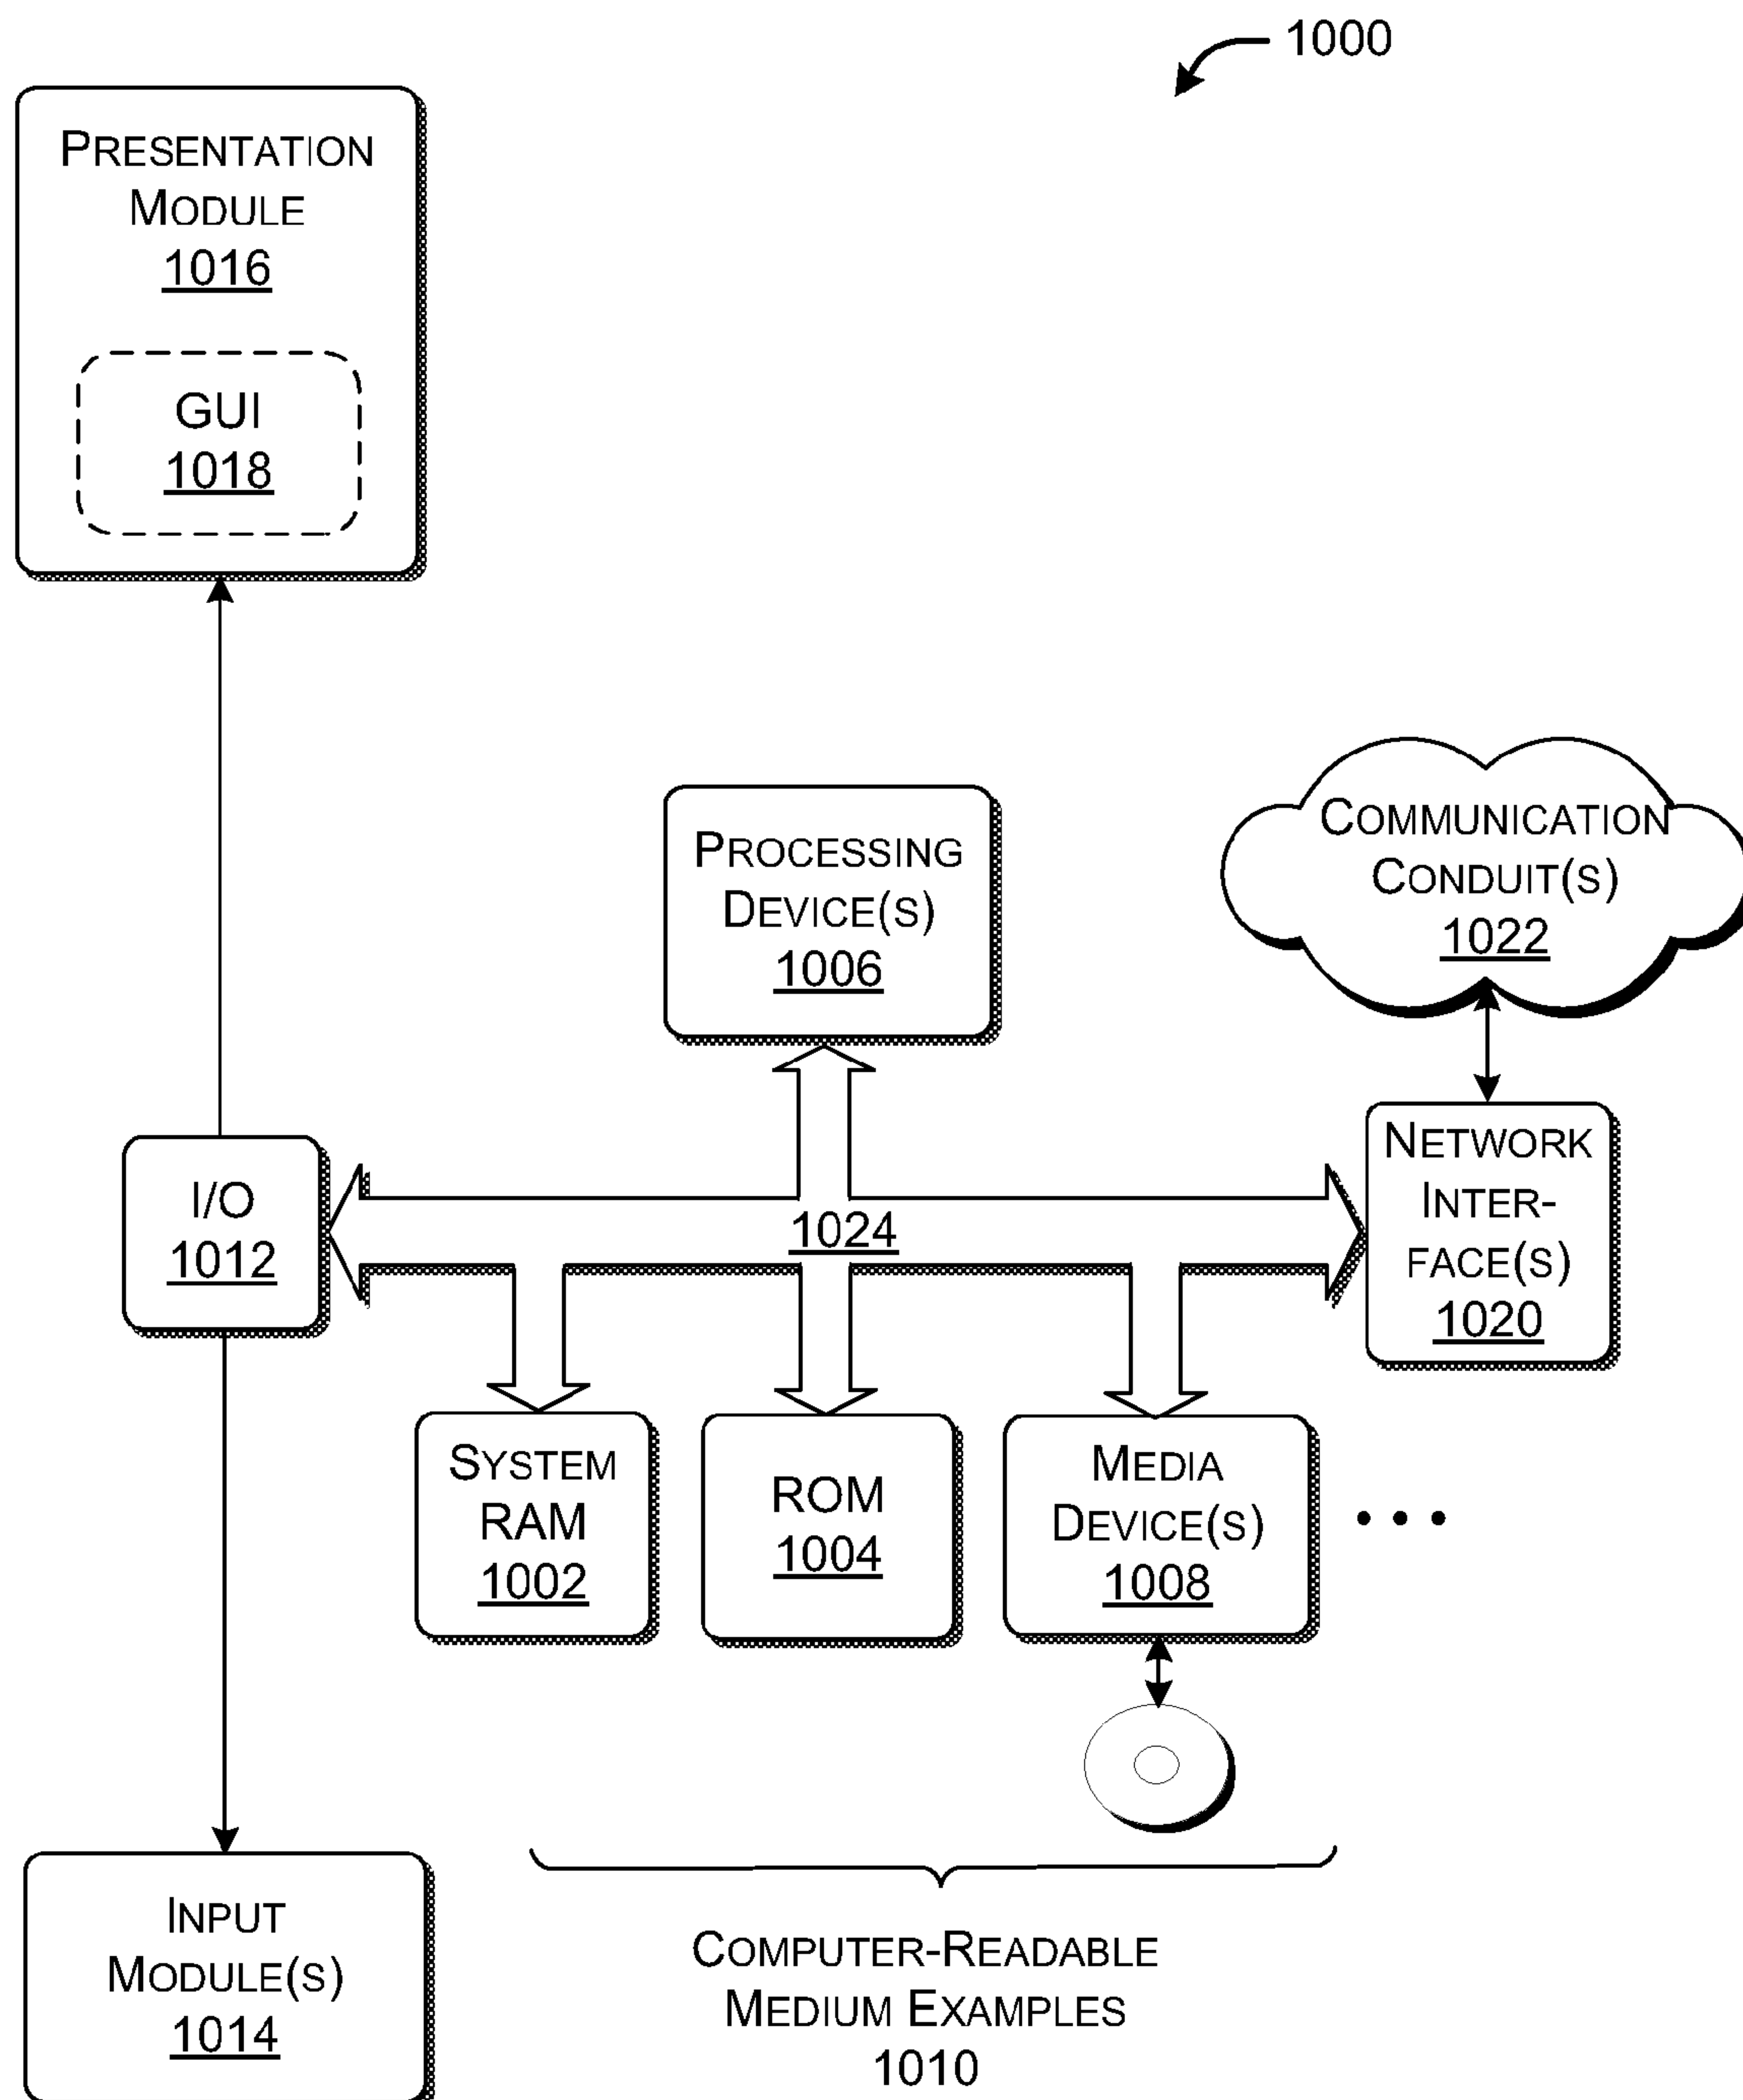 1000
PRESENTATION
MODULE
1016
GUI
1018
PROCESSING
DEVICE(S)
1006
COMMUNICATION
CONDUIT(S)
1022
I/O
1012
1024
NETWORK
INTER-
FACE(S)
1020
SYSTEM
RAM
1002
ROM
1004
MEDIA
DEVICE(S)
1008
INPUT
MODULE(S)
1014
COMPUTER-READABLE
MEDIUM EXAMPLES
1010